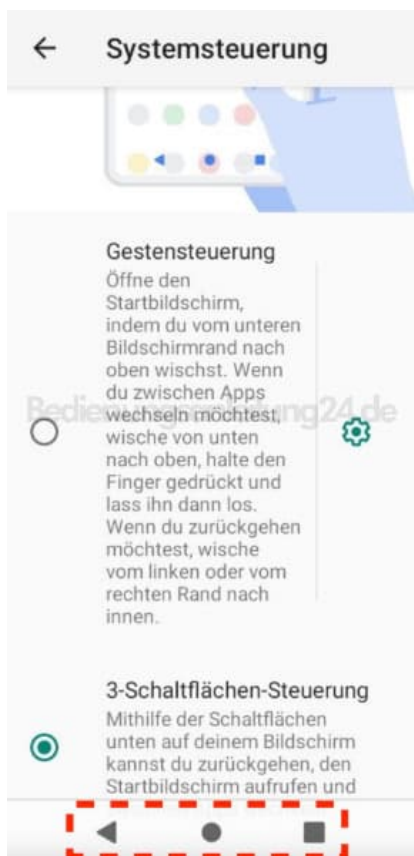 Systemsteuerung
Gestensteuerung
Öffne den
Startbildschirm,
indem du vom unteren
Bildschirmrand nach
oben wischst. Wenn
du zwischen Apps
wechseln möchtest,
wische von unten
nach oben, halte den
Finger gedrückt und
lass ihn dann los.
Wenn du zurückgehen
möchtest, wische
vom linken oder vom
rechten Rand nach
innen.
Bedienungsanleitung24.de
3-Schaltflächen-Steuerung
Mithilfe der Schaltflächen
unten auf deinem Bildschirm
kannst du zurückgehen, den
Startbildschirm aufrufen und